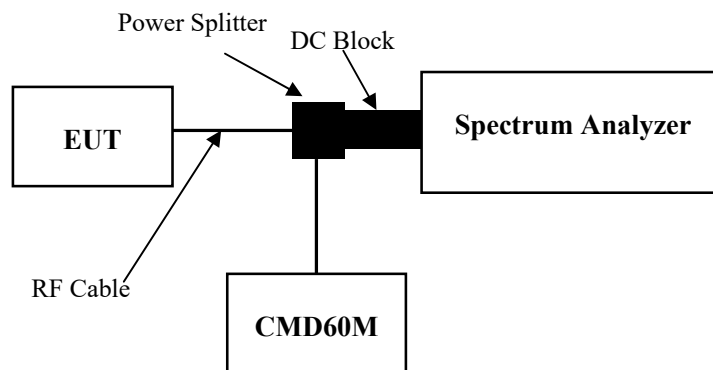 Power Splitter
DC Block
EUT
Spectrum Analyzer
RF Cable
CMD60M